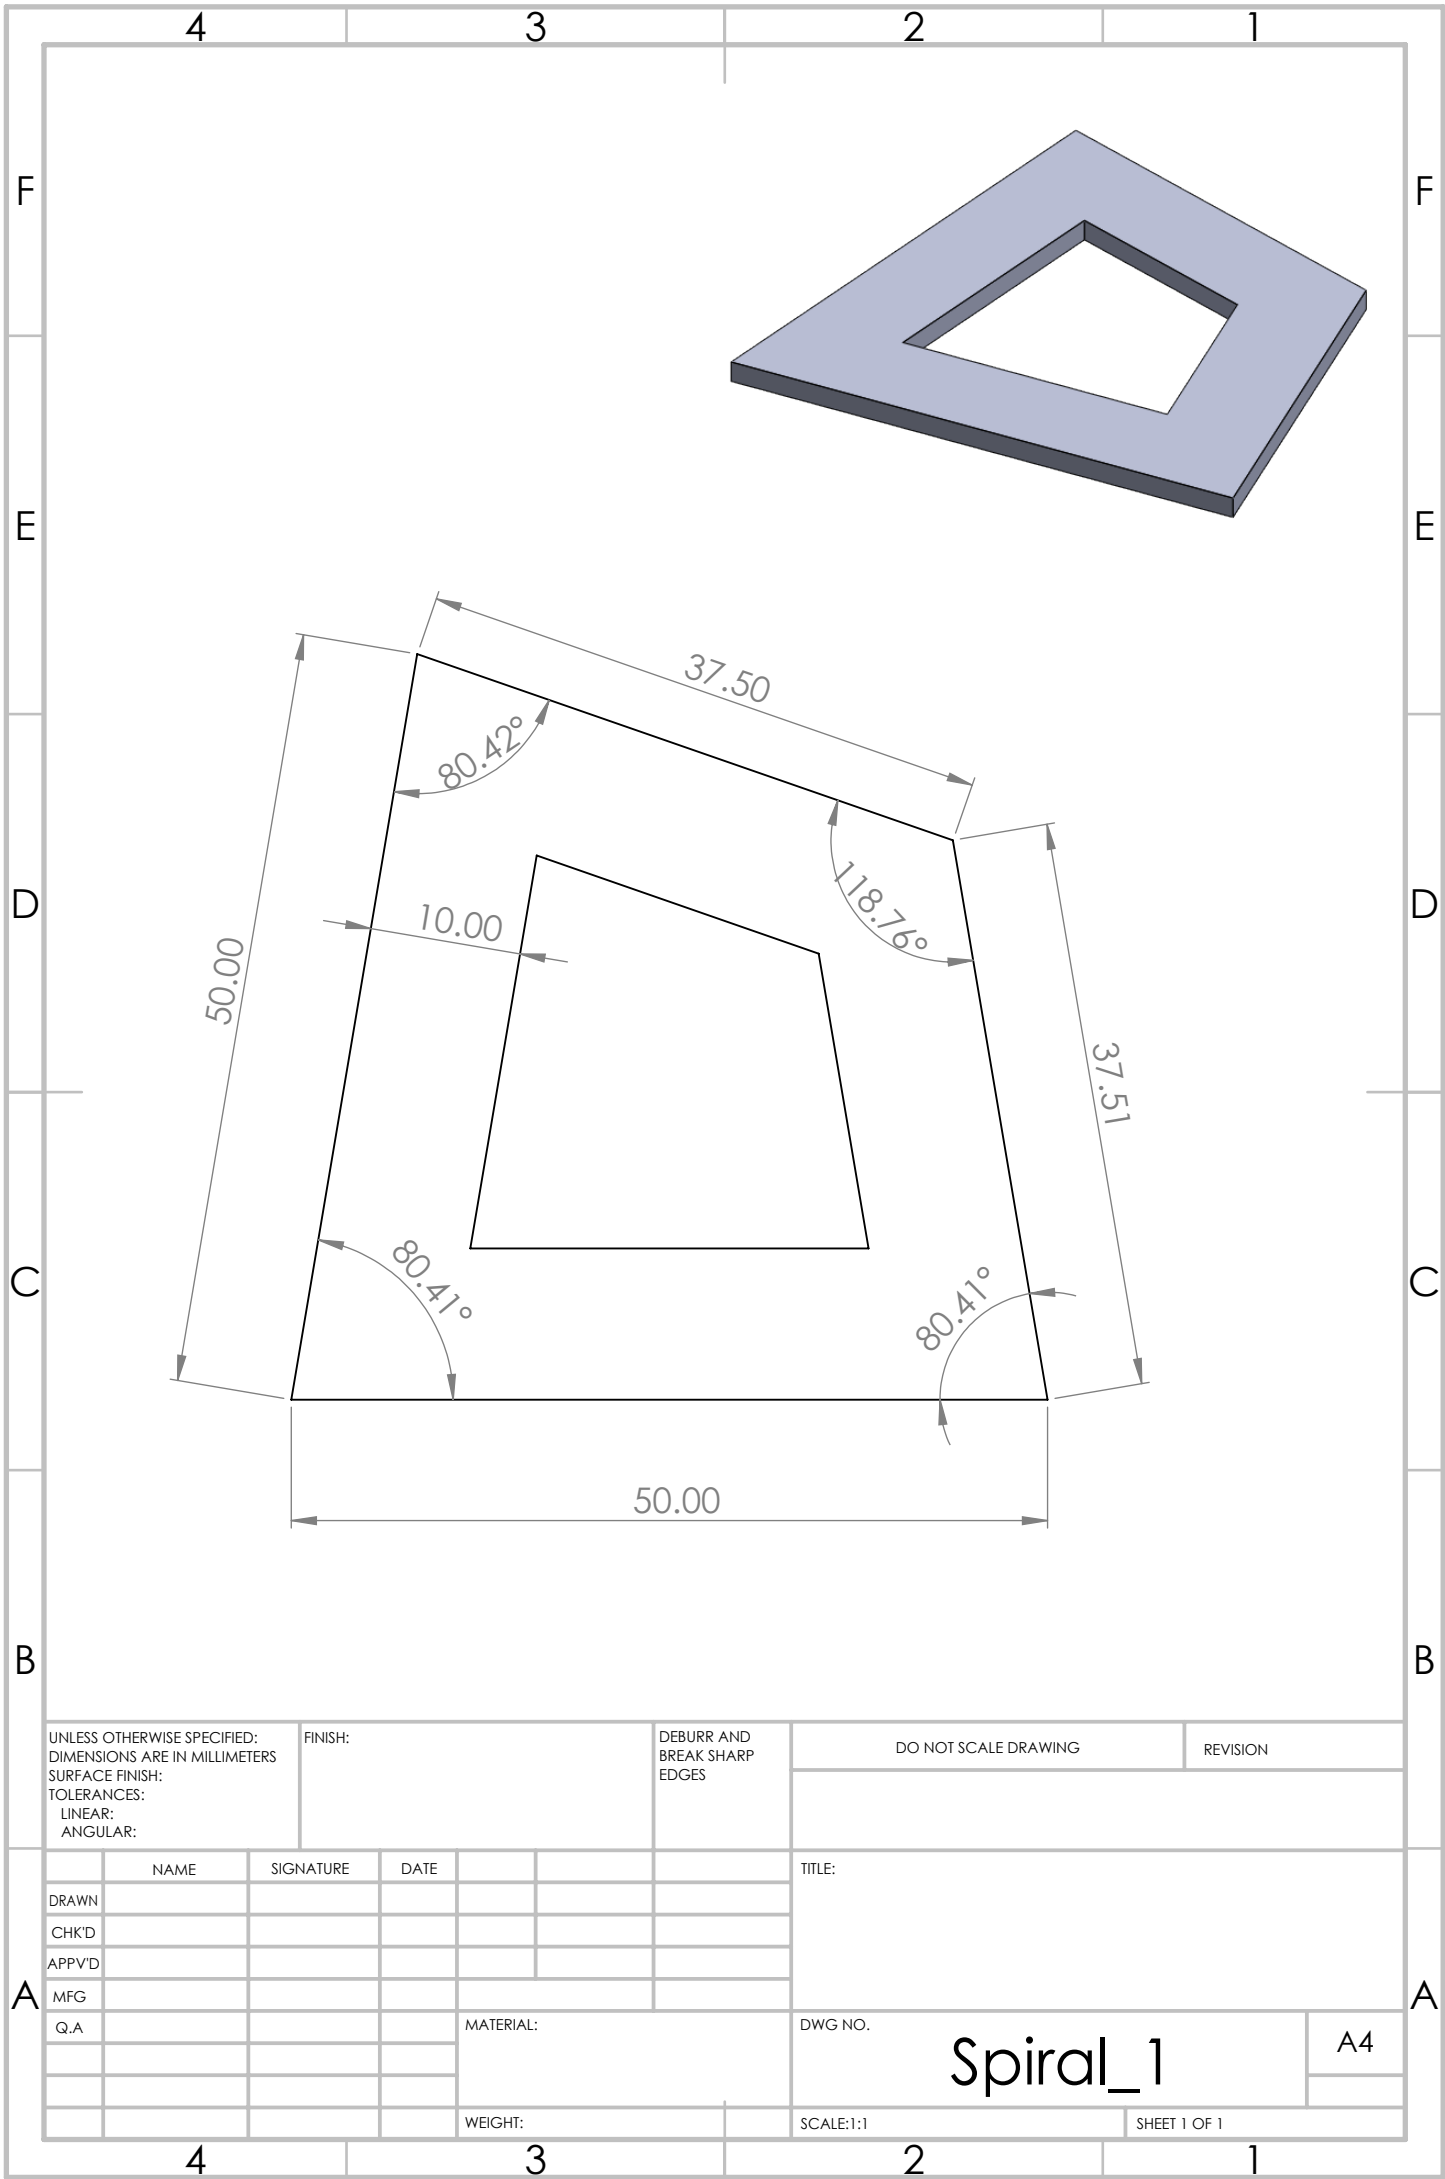 4 3 2 1
F F
E E
37.50
80.42°
118.76°
D D
10.00
50.00
37.51
80.41°
80.41°
C C
50.00
B B
UNLESS OTHERWISE SPECIFIED:
DIMENSIONS ARE IN MILLIMETERS
SURFACE FINISH:
TOLERANCES:
LINEAR:
ANGULAR:
FINISH:
DEBURR AND
BREAK SHARP
EDGES
DO NOT SCALE DRAWING
REVISION
NAME SIGNATURE DATE
DRAWN
CHK'D
APPV'D
MFG
Q.A
TITLE:
A A
MATERIAL:
DWG NO.
Spiral_1
A4
WEIGHT:
SCALE:1:1
SHEET 1 OF 1
4 3 2 1